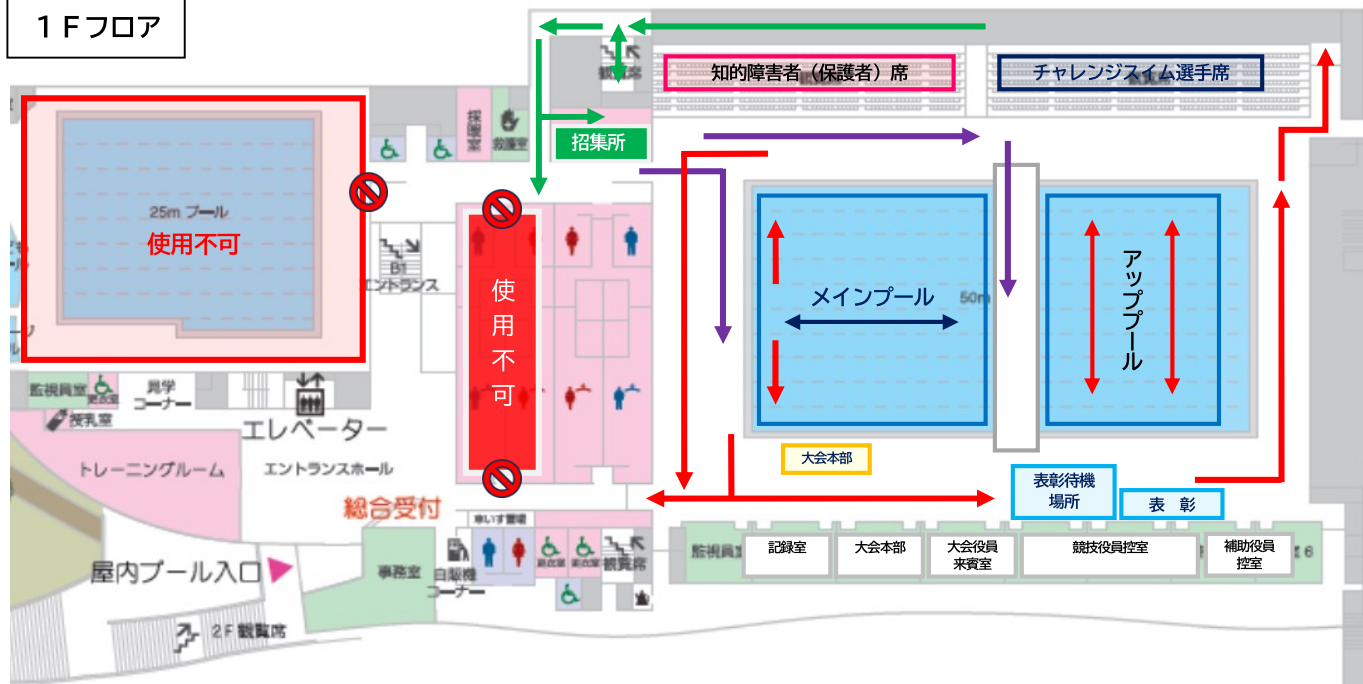 １Ｆフロア
観覧席
知的障害者（保護者）席
チャレンジスイム選手席
採暖室
救護室
招集所
25m プール
使用不可
B1
エントランス
使用不可
メインプール
50m
アッププール
監視員室
更衣室
見学
コーナー
授乳室
エレベーター
トレーニングルーム
エントランスホール
大会本部
表彰待機
場所
表 彰
総合受付
車いす置場
屋内プール入口
事務室
自販機
コーナー
更衣室
更衣室
観覧席
監視員
記録室
大会本部
大会役員
来賓室
競技役員控室
補助役員
控室
6
2F 観覧席